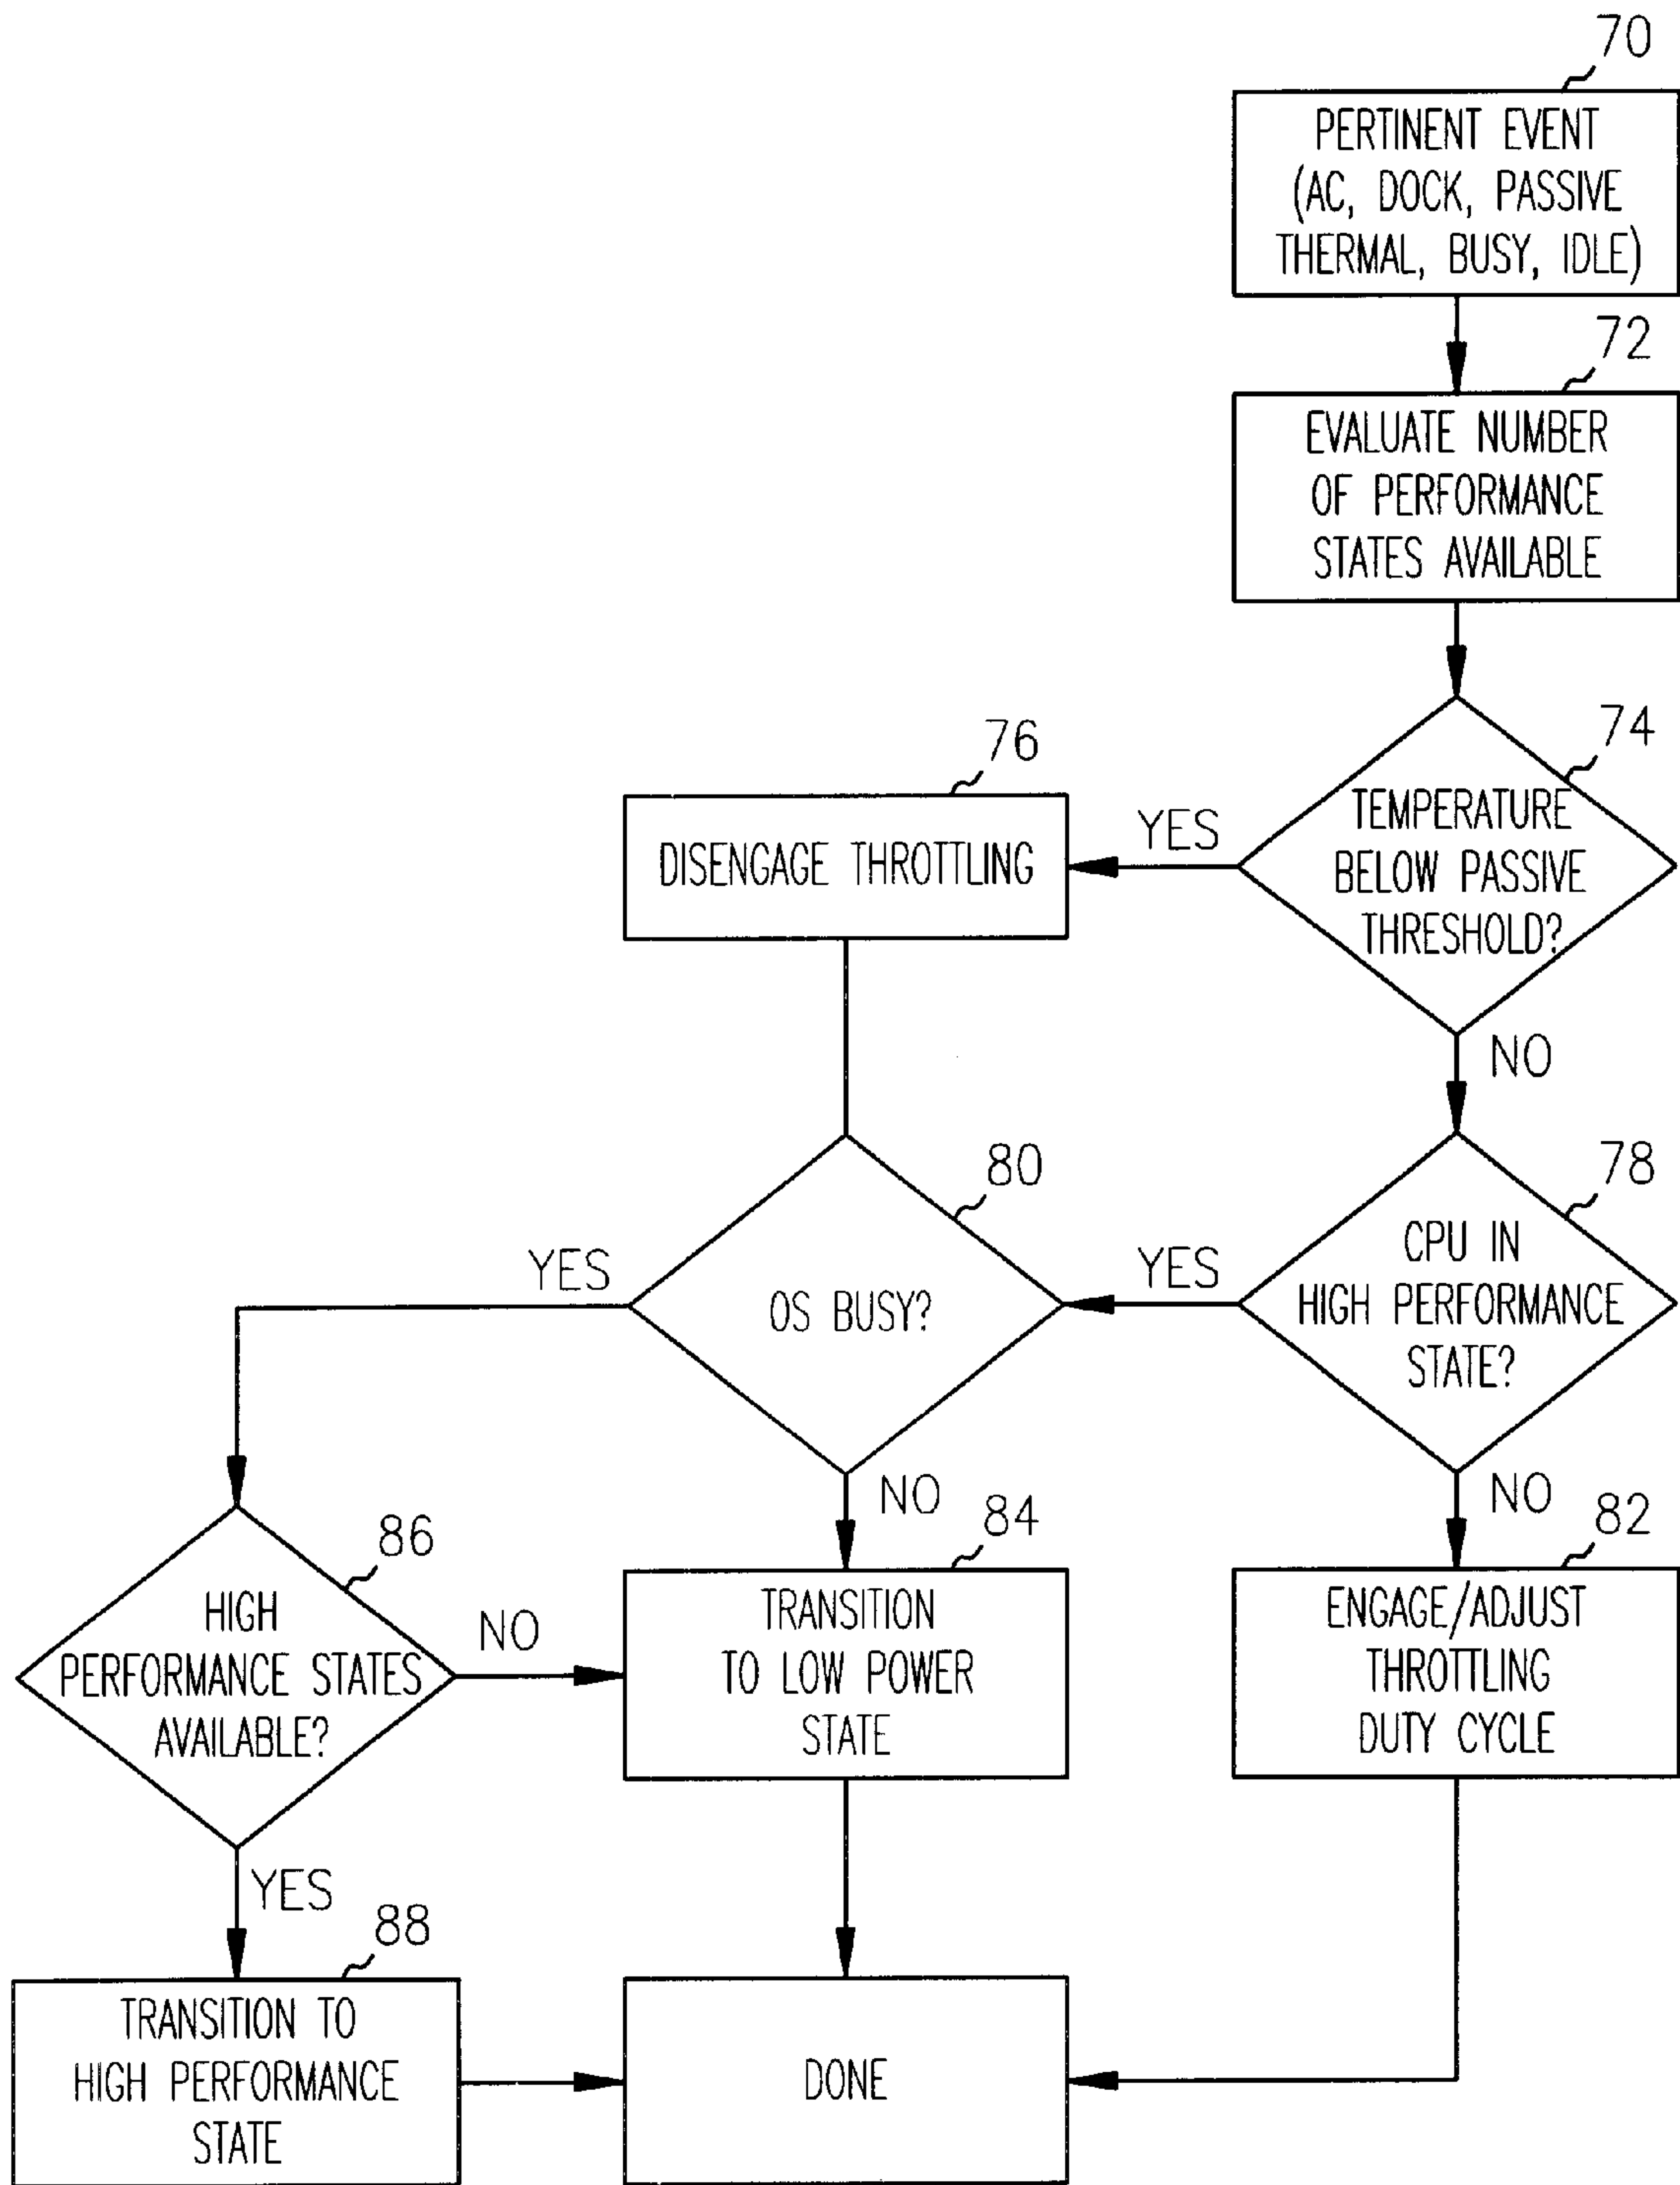 70
PERTINENT EVENT
(AC, DOCK, PASSIVE
THERMAL, BUSY, IDLE)
72
EVALUATE NUMBER
OF PERFORMANCE
STATES AVAILABLE
74
TEMPERATURE
BELOW PASSIVE
THRESHOLD?
YES
NO
76
DISENGAGE THROTTLING
78
CPU IN
HIGH PERFORMANCE
STATE?
YES
NO
80
OS BUSY?
YES
NO
82
ENGAGE/ADJUST
THROTTLING
DUTY CYCLE
84
TRANSITION
TO LOW POWER
STATE
86
HIGH
PERFORMANCE STATES
AVAILABLE?
NO
YES
88
TRANSITION TO
HIGH PERFORMANCE
STATE
DONE